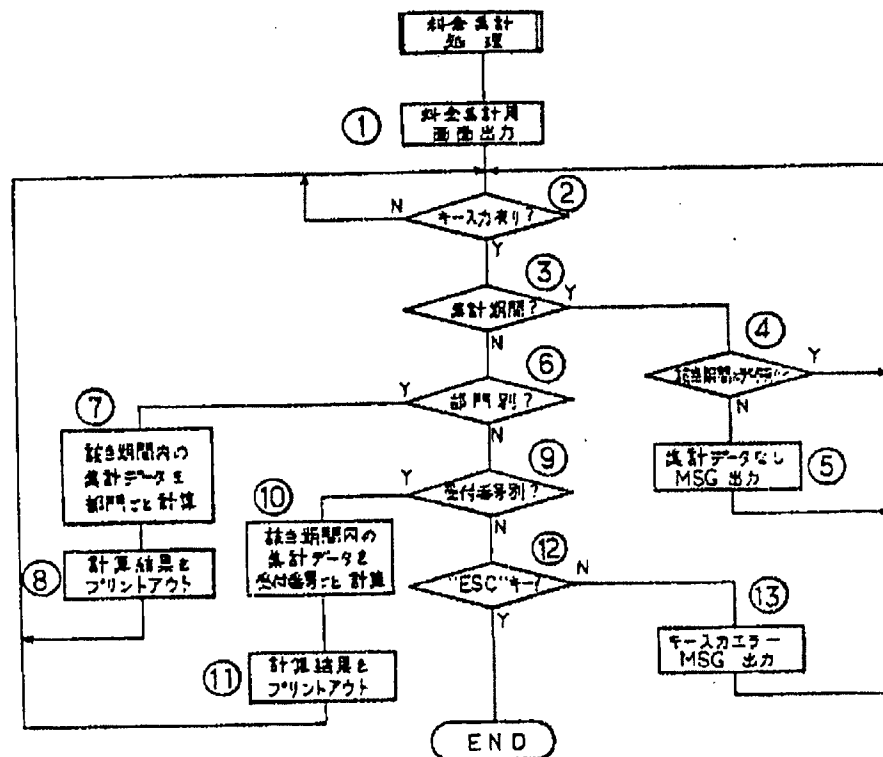 料金集計
処理
①
料金集計用
画面出力
②
キー入力有り?
N
Y
③
集計期間?
Y
N
④
該当期間の
Y
N
⑥
部門別?
Y
N
⑦
該当期間内の
集計データを
部門ごと計算
集計データなし
MSG 出力
⑤
⑨
受付番号別?
Y
N
⑩
該当期間内の
集計データを
受付番号ごと計算
⑧
計算結果を
プリントアウト
⑫
"ESC"キー?
N
Y
⑬
キー入力エラー
MSG 出力
⑪
計算結果を
プリントアウト
END